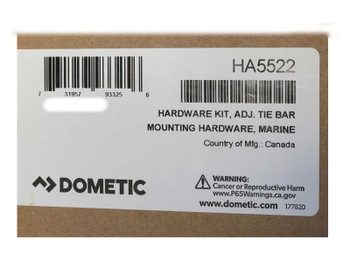 HA5522
7 31957 93325 6
HARDWARE KIT, ADJ. TIE BAR
MOUNTING HARDWARE, MARINE
Country of Mfg.: Canada
DOMETIC
WARNING:
Cancer or Reproductive Harm
www.P65Warnings.ca.gov
www.dometic.com 177820